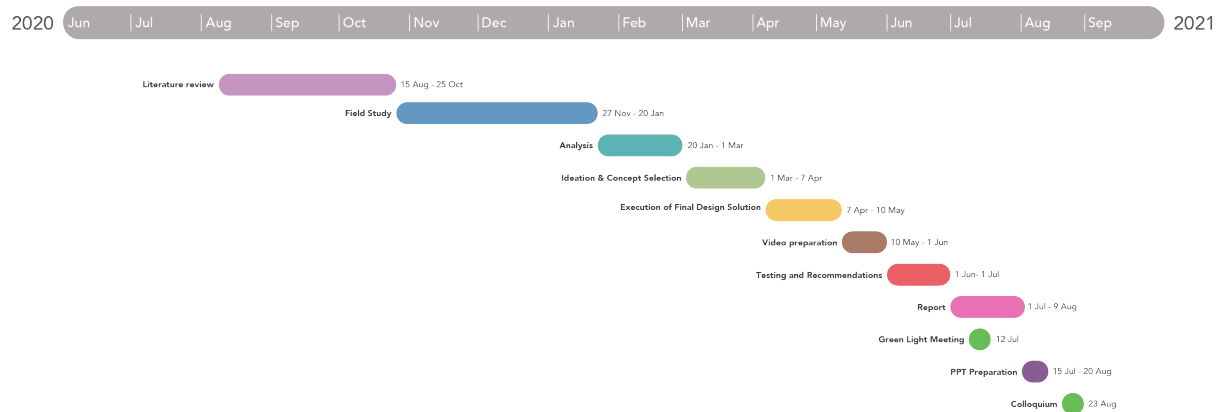 2020 Jun Jul Aug Sep Oct Nov Dec Jan Feb Mar Apr May Jun Jul Aug Sep 2021
Literature review 15 Aug - 25 Oct
Field Study 27 Nov - 20 Jan
Analysis 20 Jan - 1 Mar
Ideation & Concept Selection 1 Mar - 7 Apr
Execution of Final Design Solution 7 Apr - 10 May
Video preparation 10 May - 1 Jun
Testing and Recommendations 1 Jun- 1 Jul
Report 1 Jul - 9 Aug
Green Light Meeting 12 Jul
PPT Preparation 15 Jul - 20 Aug
Colloquium 23 Aug